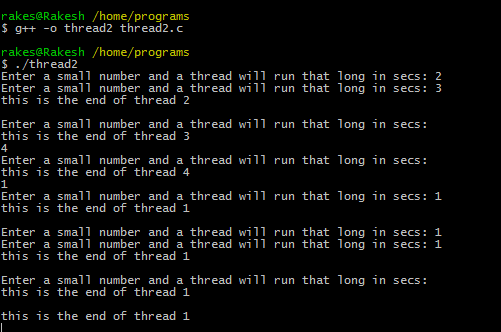 rakes@Rakesh /home/programs
$ g++ -o thread2 thread2.c
rakes@Rakesh /home/programs
$ ./thread2
Enter a small number and a thread will run that long in secs: 2
Enter a small number and a thread will run that long in secs: 3
this is the end of thread 2
Enter a small number and a thread will run that long in secs:
this is the end of thread 3
4
Enter a small number and a thread will run that long in secs:
this is the end of thread 4
1
Enter a small number and a thread will run that long in secs: 1
this is the end of thread 1
Enter a small number and a thread will run that long in secs: 1
Enter a small number and a thread will run that long in secs: 1
this is the end of thread 1
Enter a small number and a thread will run that long in secs:
this is the end of thread 1
this is the end of thread 1